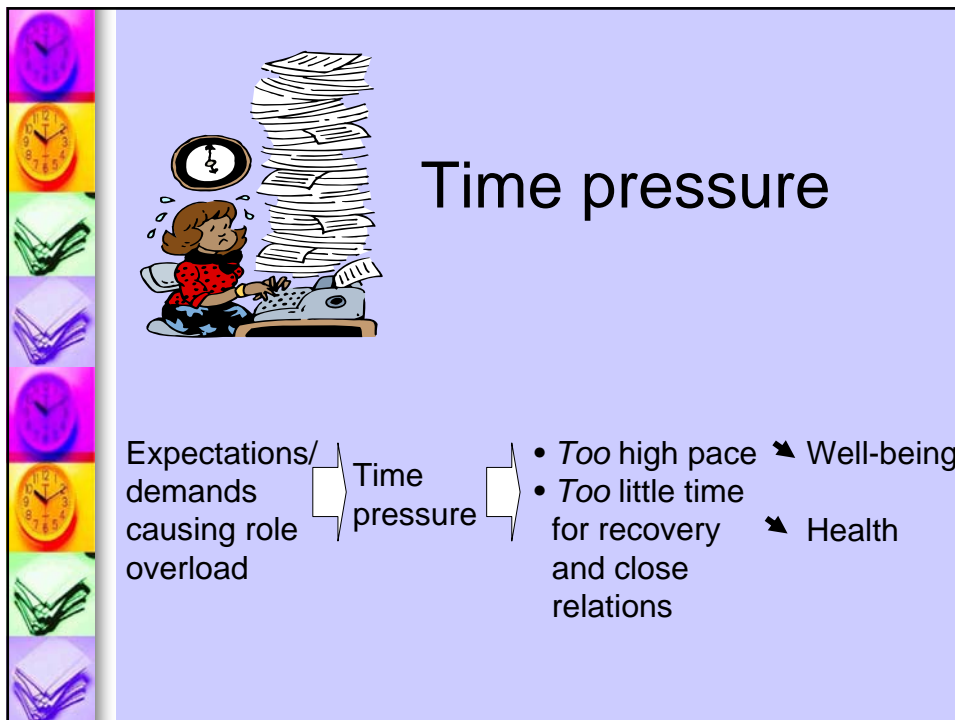 Time pressure
Expectations/
demands
causing role
overload
Time
pressure
• Too high pace
• Too little time
for recovery
and close
relations
Well-being
Health